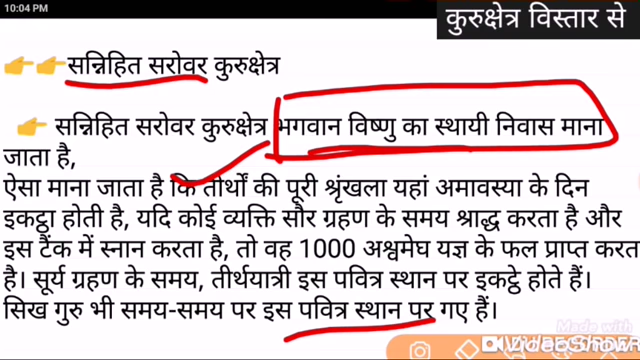 10:04 PM
कुरुक्षेत्र विस्तार से
👉👉सन्निहित सरोवर कुरुक्षेत्र
👉 सन्निहित सरोवर कुरुक्षेत्र भगवान विष्णु का स्थायी निवास माना
जाता है,
ऐसा माना जाता है कि तीर्थों की पूरी श्रृंखला यहां अमावस्या के दिन
इकट्ठा होती है, यदि कोई व्यक्ति सौर ग्रहण के समय श्राद्ध करता है और
इस टैंक में स्नान करता है, तो वह 1000 अश्वमेघ यज्ञ के फल प्राप्त करत
है। सूर्य ग्रहण के समय, तीर्थयात्री इस पवित्र स्थान पर इकट्ठे होते हैं।
सिख गुरु भी समय-समय पर इस पवित्र स्थान पर गए हैं।
Made with